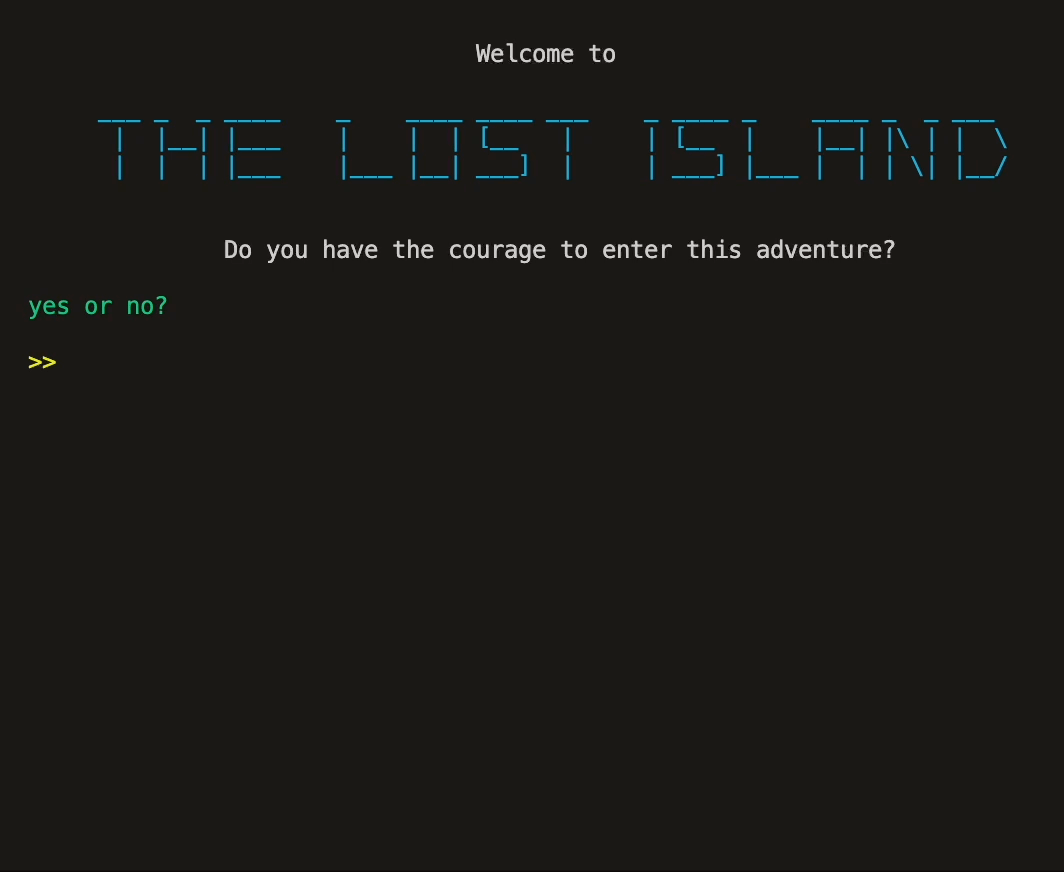 Welcome to
THE LOST ISLAND
Do you have the courage to enter this adventure?
yes or no?
>>